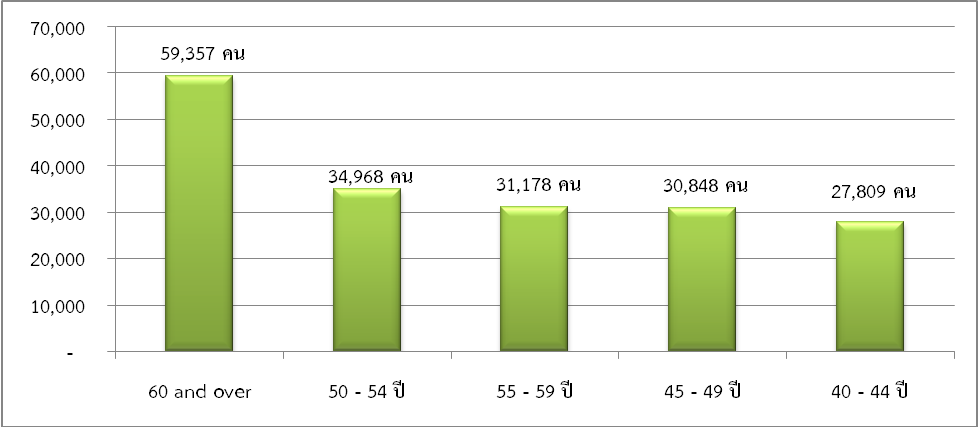 70,000
60,000
50,000
40,000
30,000
20,000
10,000
-
59,357 คน
34,968 คน
31,178 คน
30,848 คน
27,809 คน
60 and over
50 - 54 ปี
55 - 59 ปี
45 - 49 ปี
40 - 44 ปี